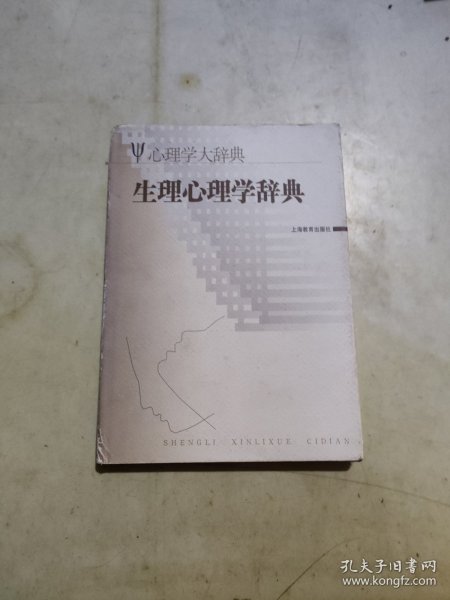 Ψ心理学大辞典
生理心理学辞典
上海教育出版社
SHENGLI XINLIXUE CIDIAN
孔夫子旧书网
www.kongfz.com